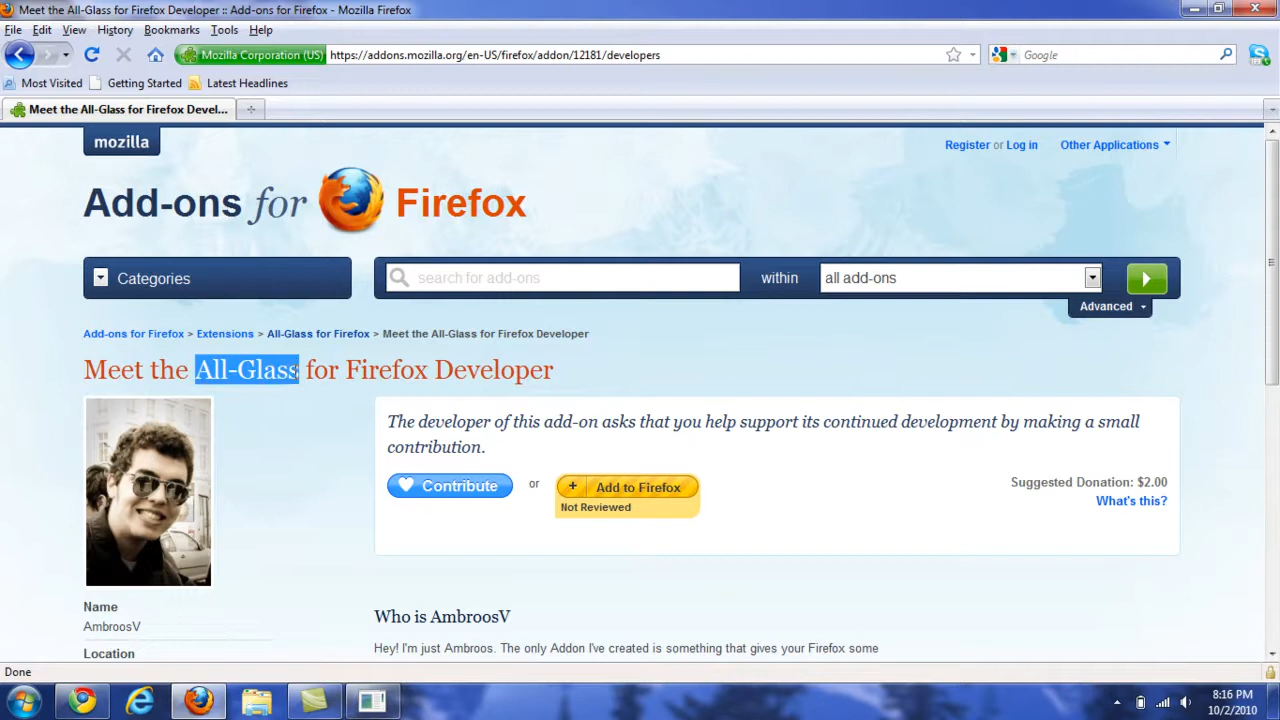 Meet the All-Glass for Firefox Developer :: Add-ons for Firefox - Mozilla Firefox
File Edit View History Bookmarks Tools Help
Mozilla Corporation (US) https://addons.mozilla.org/en-US/firefox/addon/12181/developers Google
Most Visited Getting Started Latest Headlines
Meet the All-Glass for Firefox Devel...
mozilla
Register or Log in Other Applications
Add-ons for Firefox
Categories search for add-ons within all add-ons
Advanced
Add-ons for Firefox > Extensions > All-Glass for Firefox > Meet the All-Glass for Firefox Developer
Meet the All-Glass for Firefox Developer
The developer of this add-on asks that you help support its continued development by making a small
contribution.
Contribute or + Add to Firefox
Not Reviewed
Suggested Donation: $2.00
What's this?
Name
AmbroosV
Location
Who is AmbroosV
Hey! I'm just Ambroos. The only Addon I've created is something that gives your Firefox some
Done
8:16 PM
10/2/2010